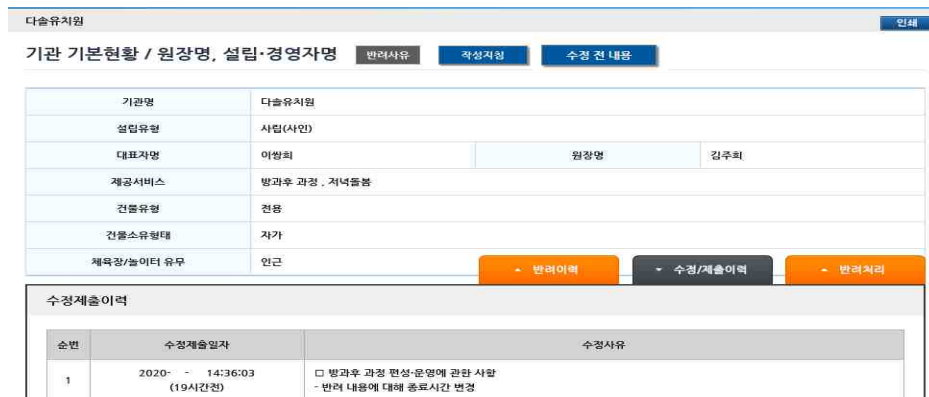 다솔유치원
인쇄
기관 기본현황 / 원장명, 설립·경영자명 반려사유 작성지침 수정 전 내용
기관명 다솔유치원
설립유형 사립(사인)
대표자명 이쌍희 원장명 김주희
제공서비스 방과후 과정 , 저녁돌봄
건물유형 전용
건물소유형태 자가
체육장/놀이터 유무 인근
반려이력 수정/제출이력 반려처리
수정제출이력
순번 수정제출일자 수정사유
1 2020- - 14:36:03 □ 방과후 과정 편성·운영에 관한 사항
(19시간전) - 반려 내용에 대해 종료시간 변경